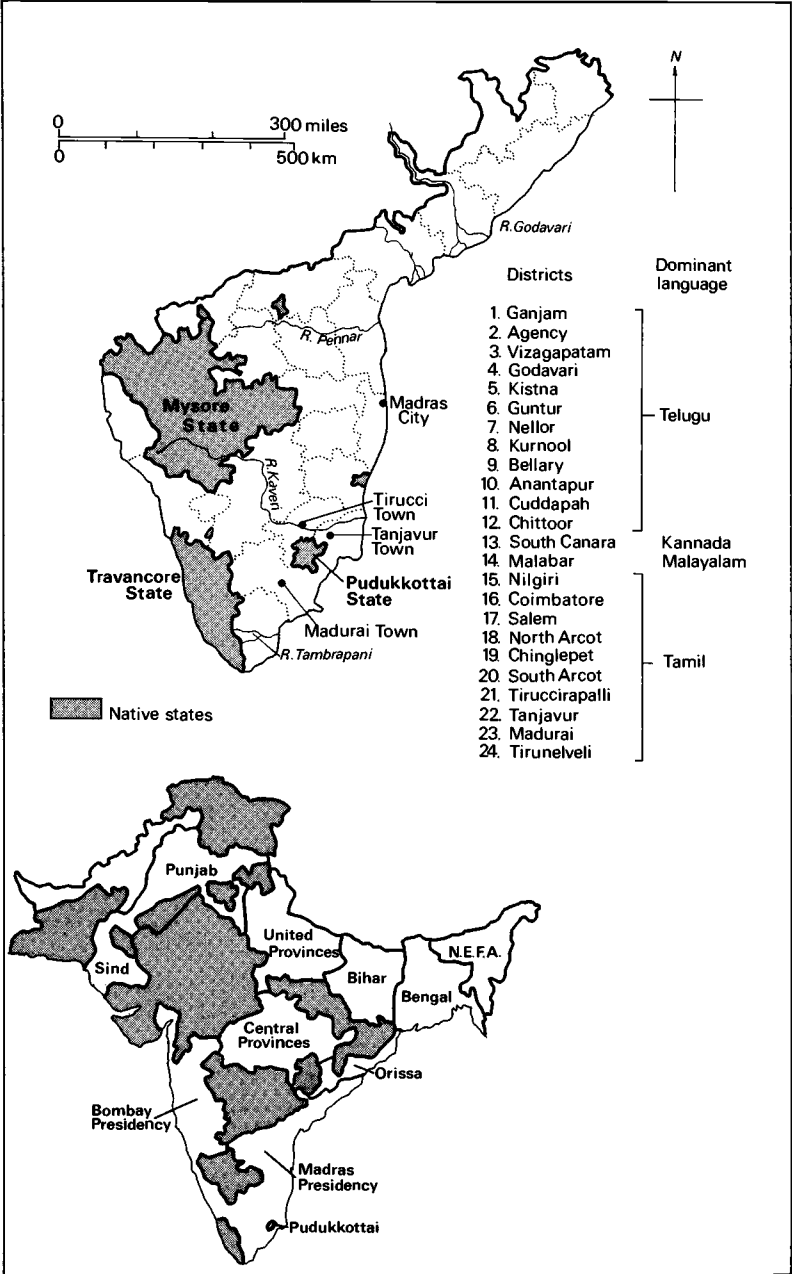 N
0 300 miles
0 500 km
R.Godavari
Districts
Dominant
language
1. Ganjam
2. Agency
3. Vizagapatam
4. Godavari
5. Kistna
6. Guntur
7. Nellor
8. Kurnool
9. Bellary
10. Anantapur
11. Cuddapah
12. Chittoor
Telugu
13. South Canara Kannada
14. Malabar Malayalam
15. Nilgiri
16. Coimbatore
17. Salem
18. North Arcot
19. Chinglepet
20. South Arcot
21. Tiruccirapalli
22. Tanjavur
23. Madurai
24. Tirunelveli
Tamil
R. Pennar
Mysore
State
Madras
City
R.Kaveri
Tirucci
Town
Tanjavur
Town
Travancore
State
Pudukkottai
State
Madurai Town
R.Tambrapani
Native states
Punjab
United
Provinces
N.E.F.A.
Sind
Bihar
Bengal
Central
Provinces
Orissa
Bombay
Presidency
Madras
Presidency
Pudukkottai